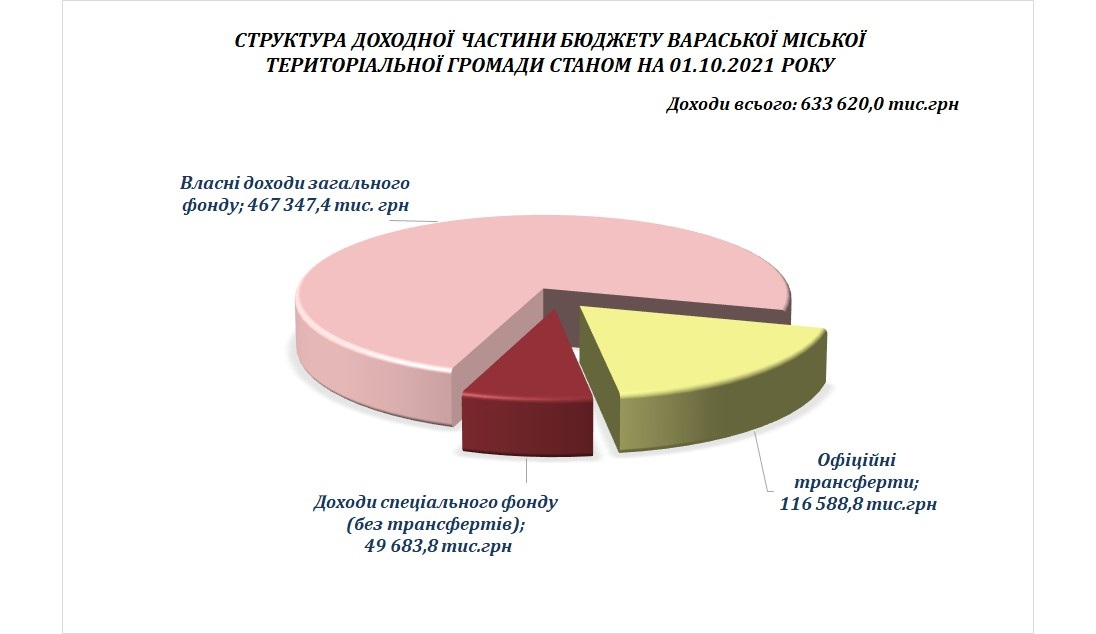 СТРУКТУРА ДОХОДНОЇ ЧАСТИНИ БЮДЖЕТУ ВАРАСЬКОЇ МІСЬКОЇ
ТЕРИТОРІАЛЬНОЇ ГРОМАДИ СТАНОМ НА 01.10.2021 РОКУ
Доходи всього: 633 620,0 тис.грн
Власні доходи загального
фонду; 467 347,4 тис. грн
Офіційні
трансферти;
116 588,8 тис.грн
Доходи спеціального фонду
(без трансфертів);
49 683,8 тис.грн